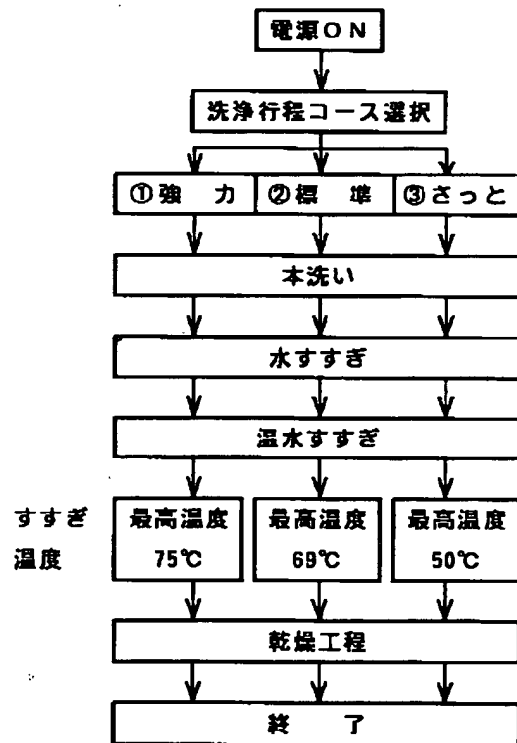 電源ON
洗浄行程コース選択
①強 力 ②標 準 ③さっと
本洗い
水すすぎ
温水すすぎ
すすぎ 最高温度 最高温度 最高温度
温度 75℃ 69℃ 50℃
乾燥工程
終 了